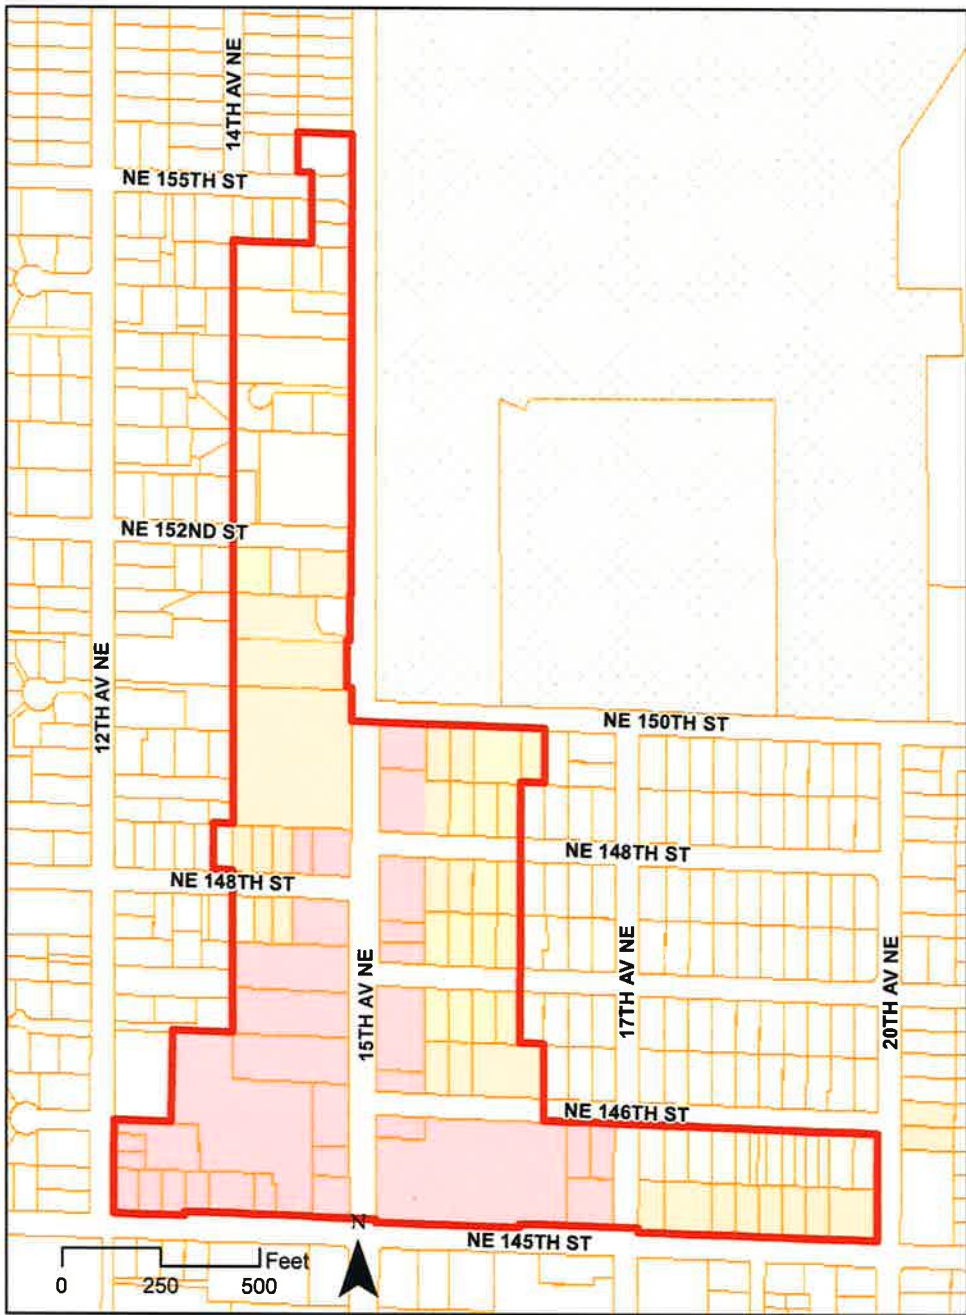 14TH AV NE
NE 155TH ST
NE 152ND ST
12TH AV NE
NE 150TH ST
NE 148TH ST
NE 148TH ST
15TH AV NE
17TH AV NE
20TH AV NE
NE 146TH ST
N
NE 145TH ST
Feet
0 250 500